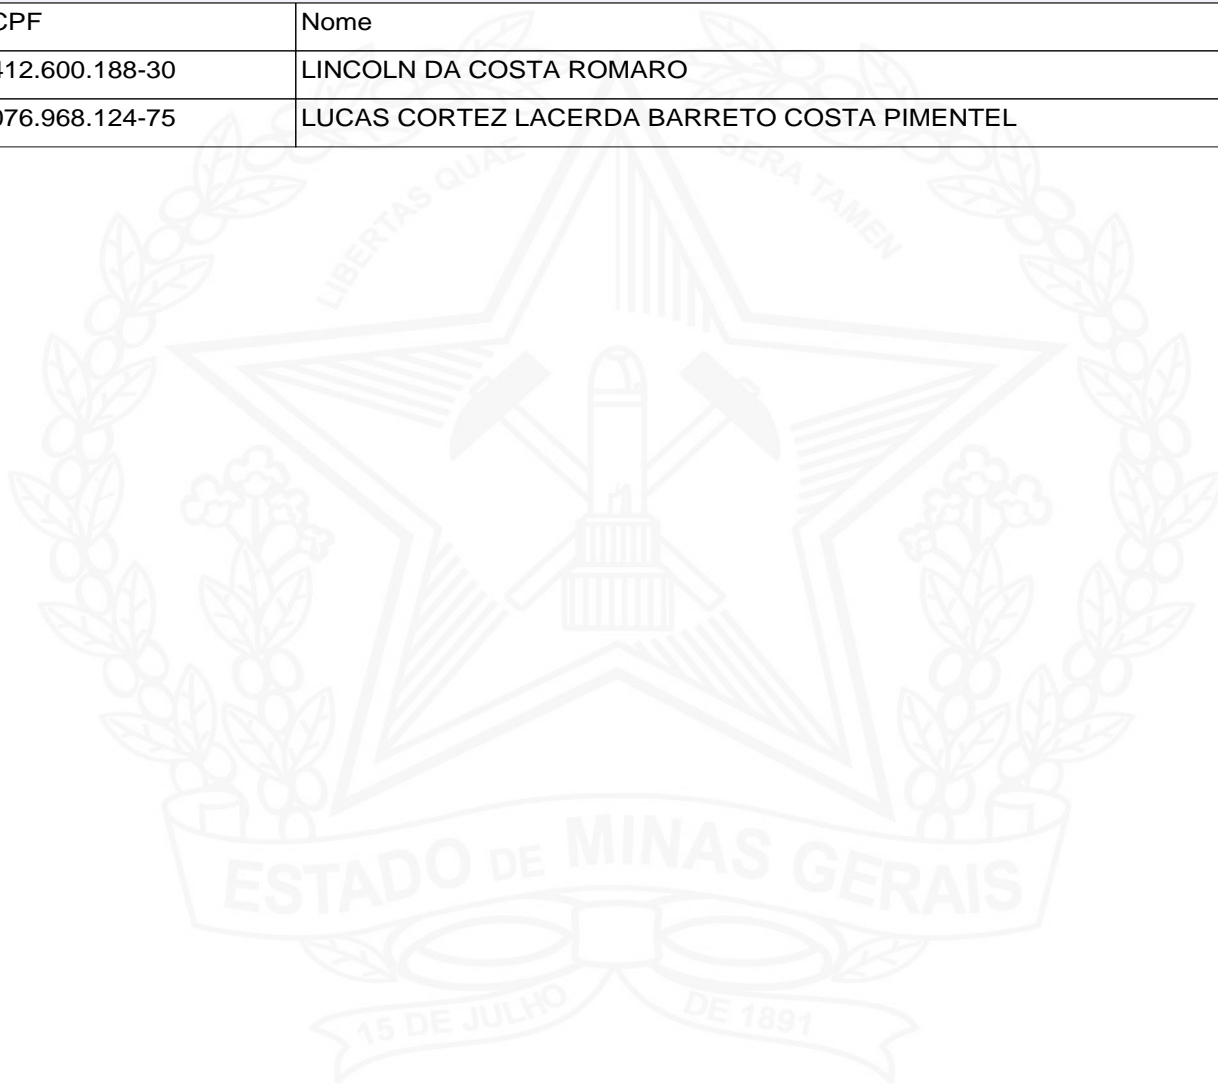 CPF Nome
412.600.188-30 LINCOLN DA COSTA ROMARO
076.968.124-75 LUCAS CORTEZ LACERDA BARRETO COSTA PIMENTEL
LIBERTAS QUAE SERA TAMEN
ESTADO DE MINAS GERAIS
15 DE JULHO DE 1891